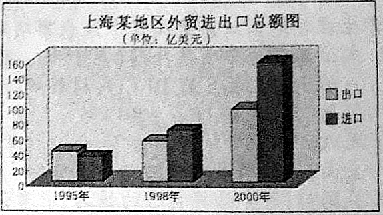 上海某地区外贸进出口总额图
(单位：亿美元)
160
140
120
100
80
60
40
20
0
1995年
1998年
2000年
出口
进口